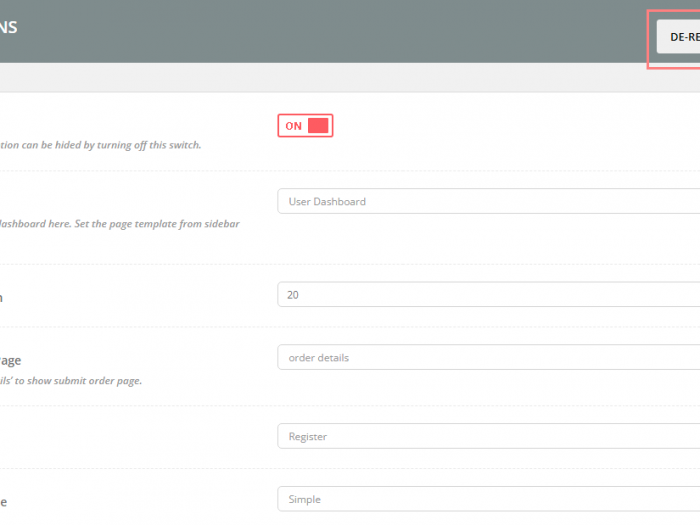 NS
DE-RE
ON
tion can be hided by turning off this switch.
User Dashboard
dashboard here. Set the page template from sidebar
n
20
age
order details
ils' to show submit order page.
Register
e
Simple